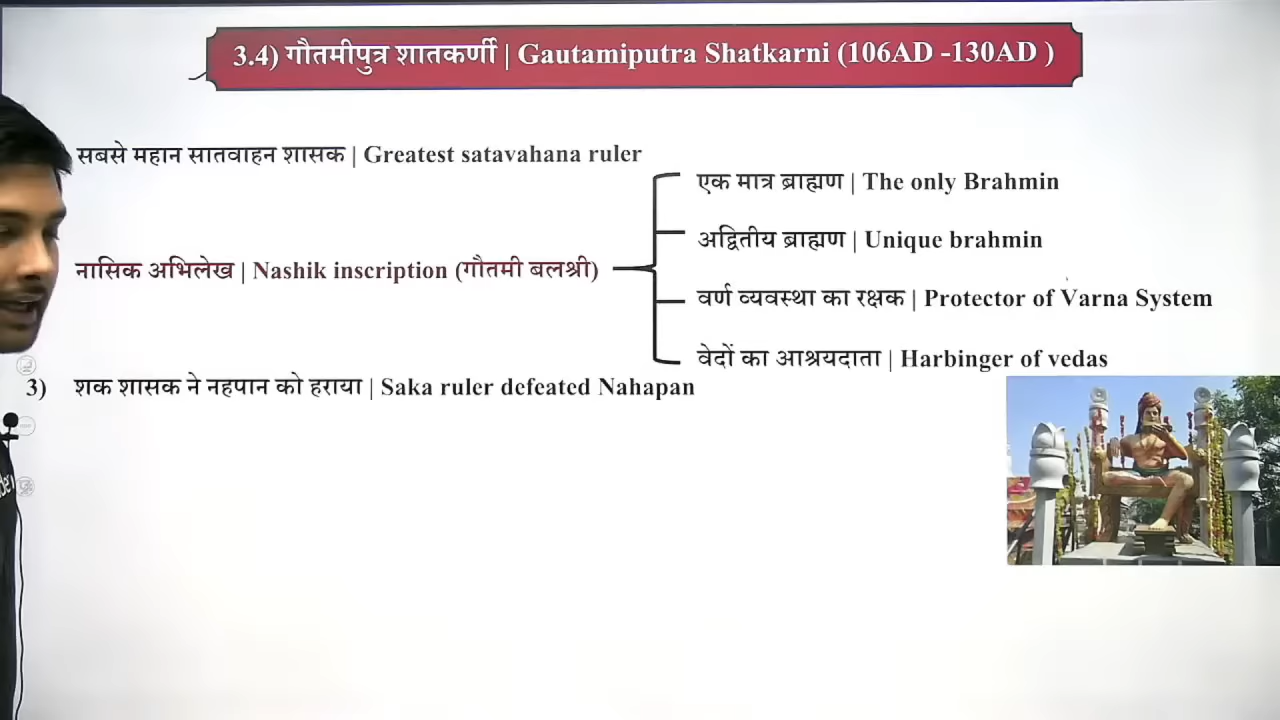 3.4) गौतमीपुत्र शातकर्णी | Gautamiputra Shatkarni (106AD -130AD )
सबसे महान सातवाहन शासक | Greatest satavahana ruler
नासिक अभिलेख | Nashik inscription (गौतमी बलश्री)
एक मात्र ब्राह्मण | The only Brahmin
अद्वितीय ब्राह्मण | Unique brahmin
वर्ण व्यवस्था का रक्षक | Protector of Varna System
वेदों का आश्रयदाता | Harbinger of vedas
3) शक शासक ने नहपान को हराया | Saka ruler defeated Nahapan